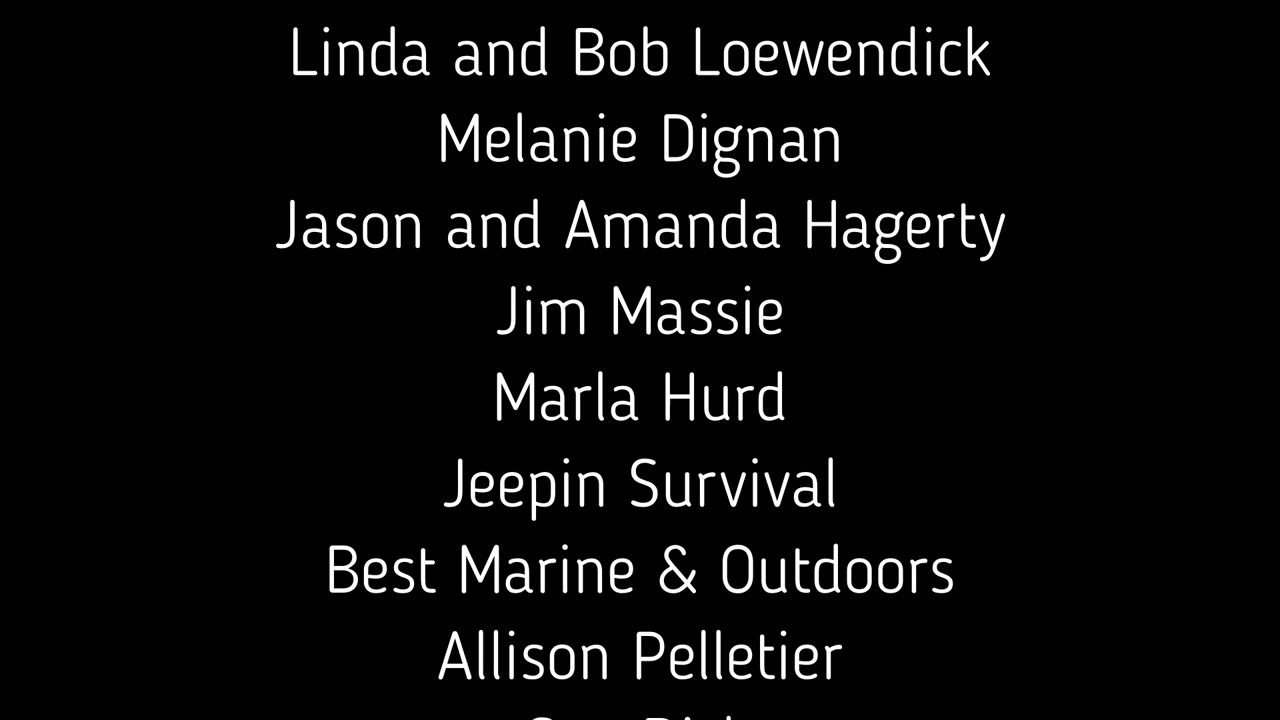 Linda and Bob Loewendick
Melanie Dignan
Jason and Amanda Hagerty
Jim Massie
Marla Hurd
Jeepin Survival
Best Marine & Outdoors
Allison Pelletier